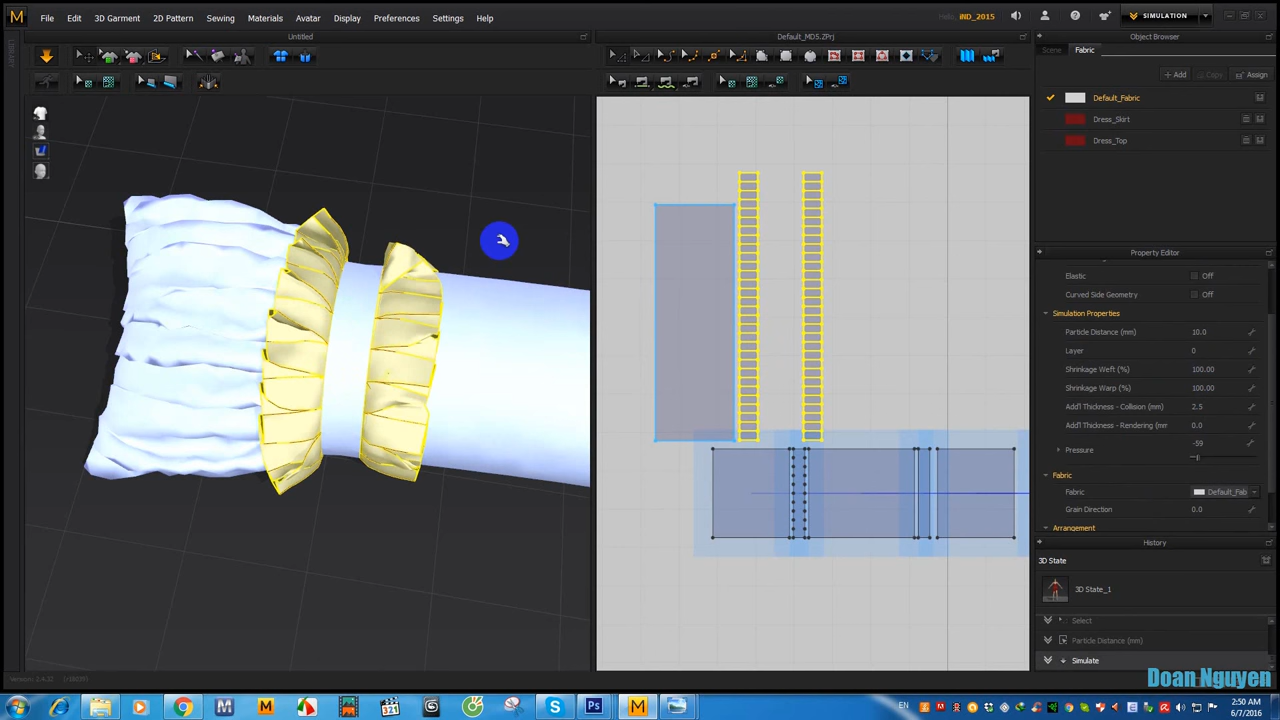 M File Edit 3D Garment 2D Pattern Sewing Materials Avatar Display Preferences Settings Help Hello, iND_2015 SIMULATION
Untitled Default_MD5.ZPrj Object Browser
LIBRARY
Scene Fabric
+ Add Copy Assign
Default_Fabric
Dress_Skirt
Dress_Top
Property Editor
Elastic Off
Curved Side Geometry Off
Simulation Properties
Particle Distance (mm) 10.0
Layer 0
Shrinkage Weft (%) 100.00
Shrinkage Warp (%) 100.00
Add'l Thickness - Collision (mm) 2.5
Add'l Thickness - Rendering (mm 0.0
Pressure -59
Fabric
Fabric Default_Fab
Grain Direction 0.0
Arrangement
History
3D State
3D State_1
Select
Particle Distance (mm)
Simulate
Doan Nguyen
EN
2:50 AM
6/7/2016